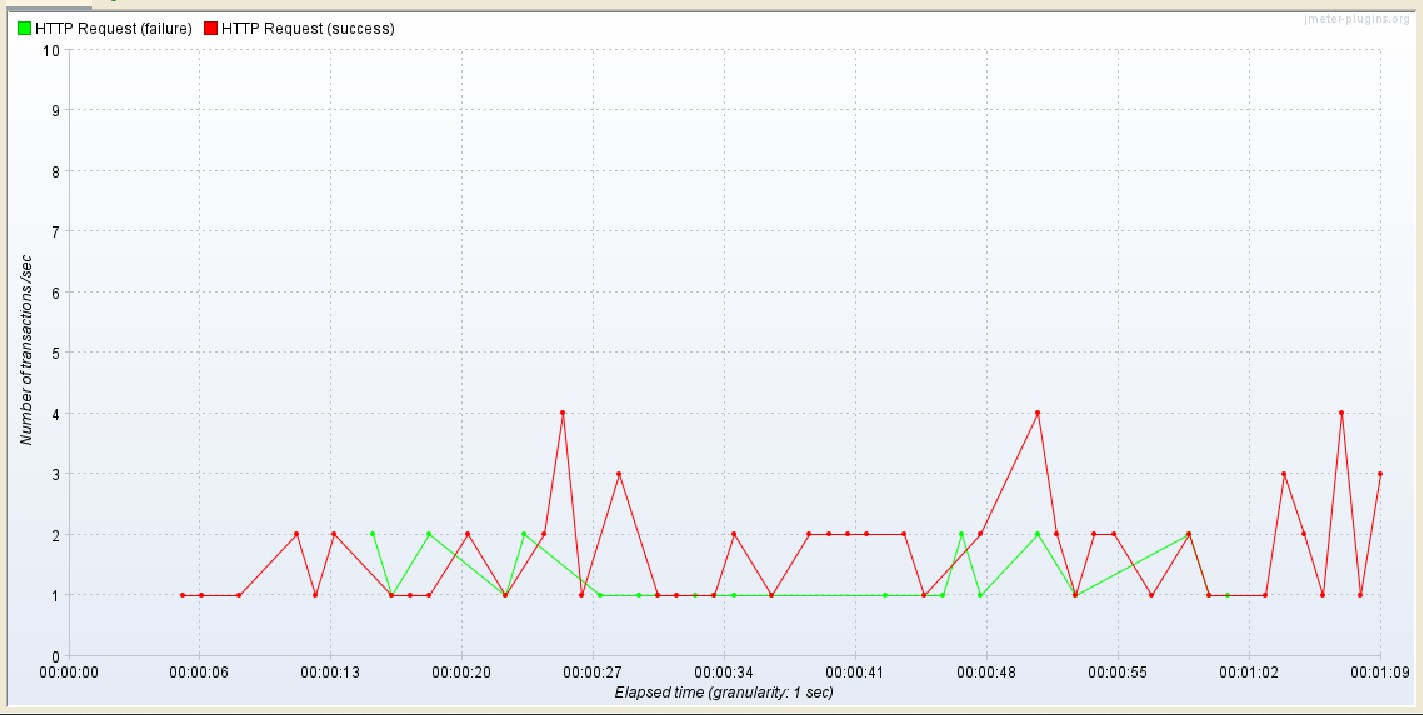 HTTP Request (failure) HTTP Request (success)
jmeter-plugins.org
10
9
8
7
6
5
4
3
2
1
0
Number of transactions /sec
00:00:00 00:00:06 00:00:13 00:00:20 00:00:27 00:00:34 00:00:41 00:00:48 00:00:55 00:01:02 00:01:09
Elapsed time (granularity: 1 sec)